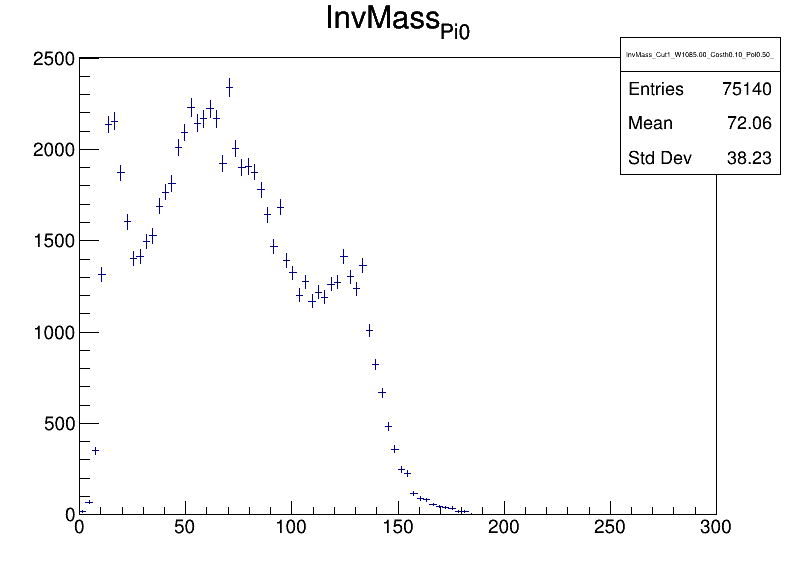 InvMass_Pi0
InvMass_Cut1_W1085.00_Costh0.10_Pol0.50_
Entries 75140
Mean 72.06
Std Dev 38.23
2500
2000
1500
1000
500
0
0 50 100 150 200 250 300